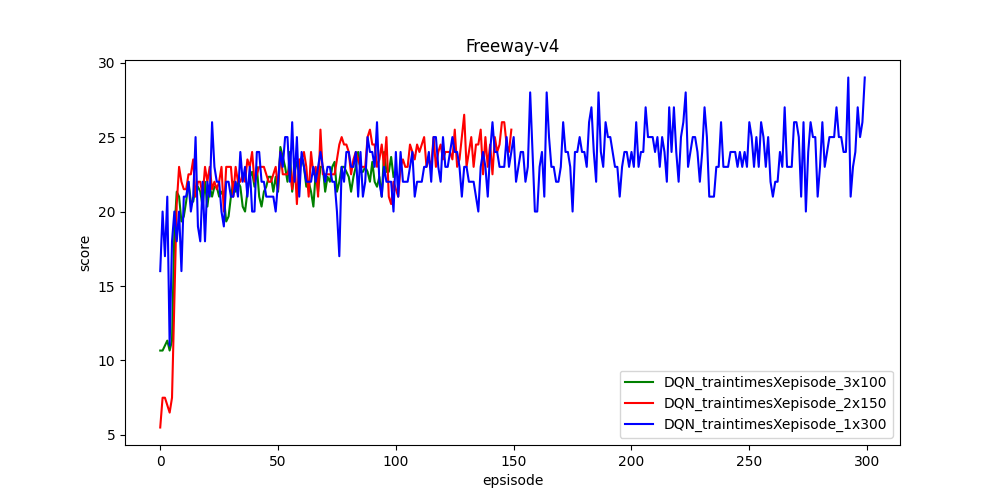 Freeway-v4
score
30
25
20
15
10
5
0
50
100
150
200
250
300
epsisode
DQN_traintimesXepisode_3x100
DQN_traintimesXepisode_2x150
DQN_traintimesXepisode_1x300